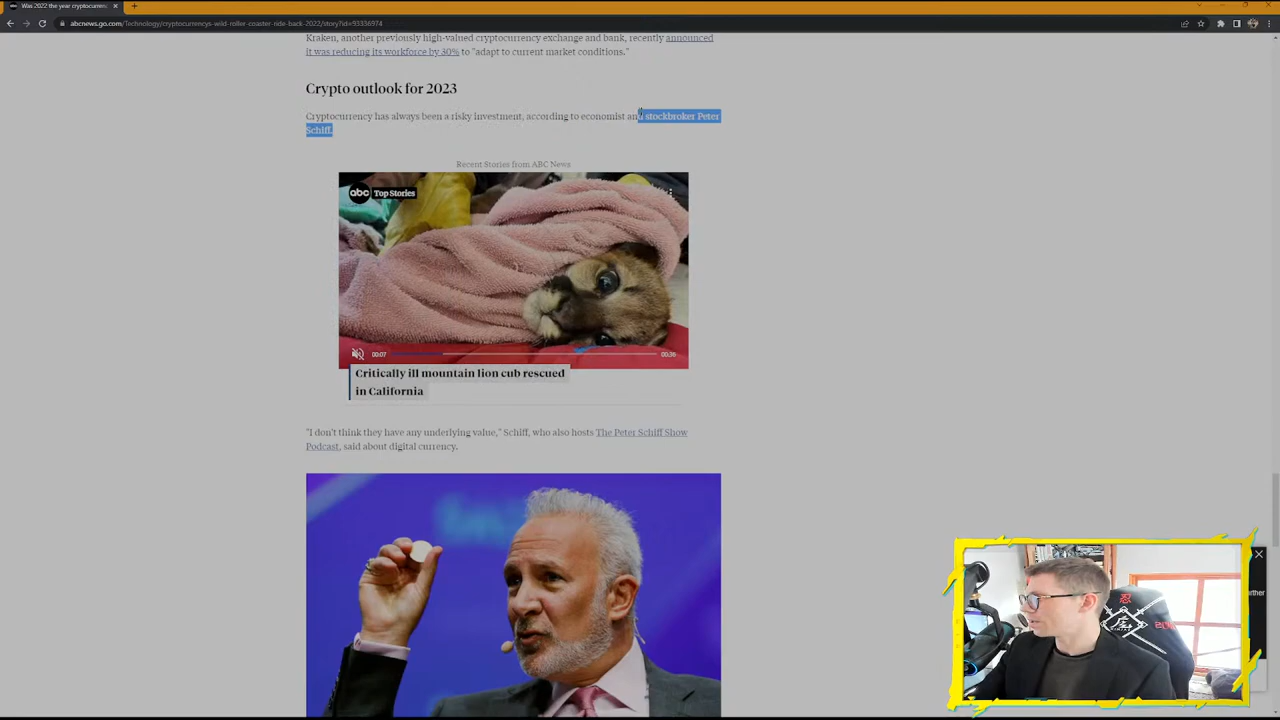 Was 2022 the year cryptocurrenc
abcnews.go.com/Technology/cryptocurrencys-wild-roller-coaster-ride-back-2022/story?id=93336974
Kraken, another previously high-valued cryptocurrency exchange and bank, recently announced
it was reducing its workforce by 30% to "adapt to current market conditions."
Crypto outlook for 2023
Cryptocurrency has always been a risky investment, according to economist and stockbroker Peter
Schiff.
Recent Stories from ABC News
abc Top Stories
00:07
00:36
Critically ill mountain lion cub rescued
in California
"I don't think they have any underlying value," Schiff, who also hosts The Peter Schiff Show
Podcast, said about digital currency.
忍